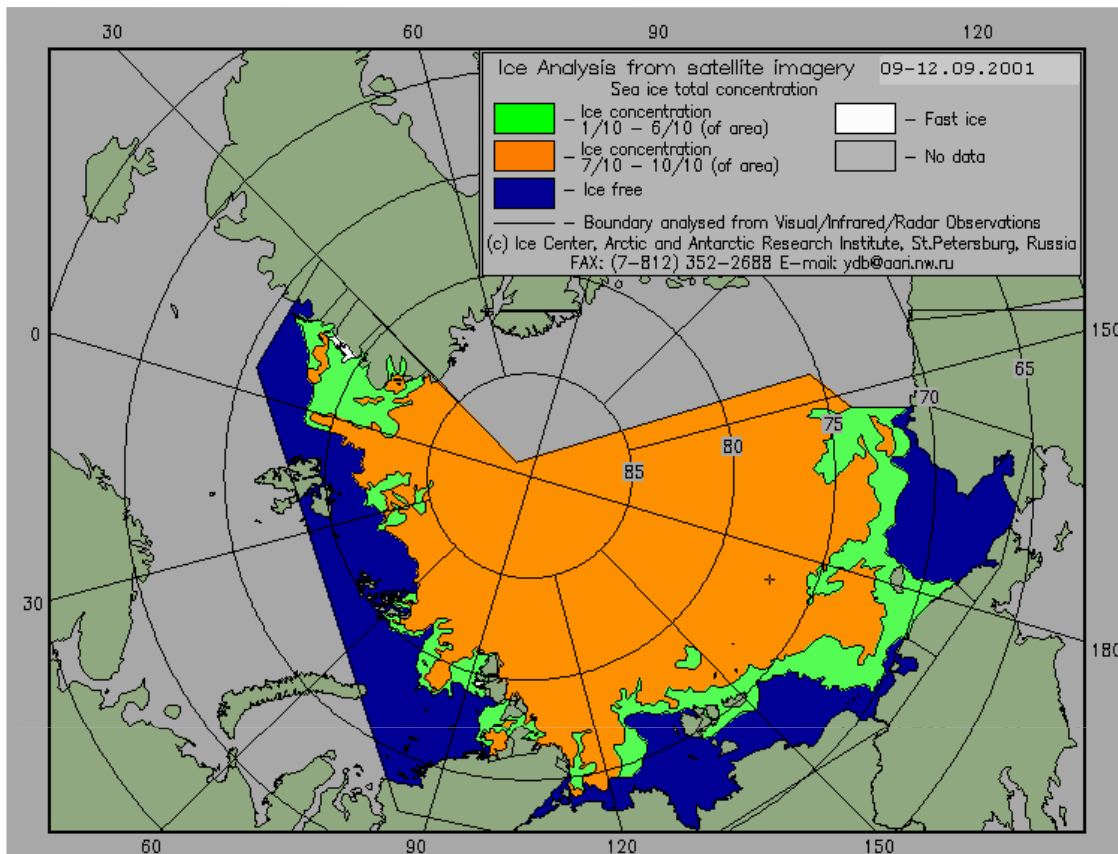 30 60 90 120
Ice Analysis from satellite imagery 09-12.09.2001
Sea ice total concentration
– Ice concentration
1/10 – 6/10 (of area)
– Fast ice
– Ice concentration
7/10 – 10/10 (of area)
– No data
– Ice free
– Boundary analysed from Visual/Infrared/Radar Observations
(c) Ice Center, Arctic and Antarctic Research Institute, St.Petersburg, Russia
FAX: (7-812) 352-2688 E-mail: ydb@aari.nw.ru
0
150
65
70
75
80
85
30
180
60 90 120 150